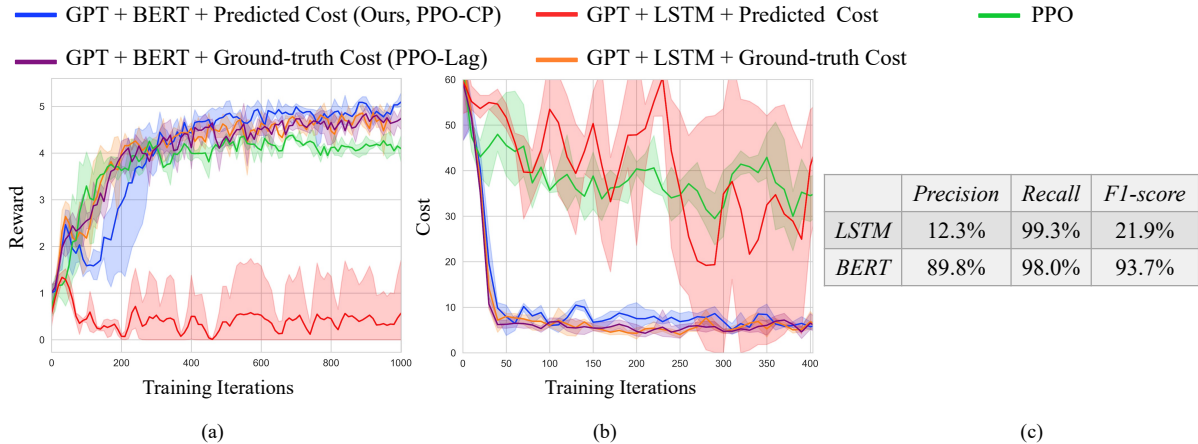 GPT + BERT + Predicted Cost (Ours, PPO-CP)
GPT + LSTM + Predicted Cost
PPO
GPT + BERT + Ground-truth Cost (PPO-Lag)
GPT + LSTM + Ground-truth Cost
Reward
5
4
3
2
1
0
0 200 400 600 800 1000
Training Iterations
(a)
Cost
60
50
40
30
20
10
0
0 50 100 150 200 250 300 350 400
Training Iterations
(b)
Precision Recall F1-score
LSTM 12.3% 99.3% 21.9%
BERT 89.8% 98.0% 93.7%
(c)